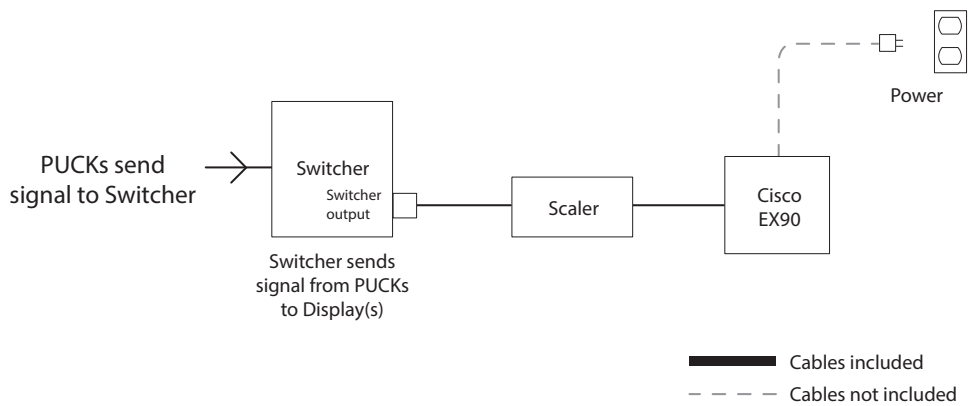 Power
PUCKs send
signal to Switcher
Switcher
Switcher
output
Scaler
Cisco
EX90
Switcher sends
signal from PUCKs
to Display(s)
Cables included
Cables not included